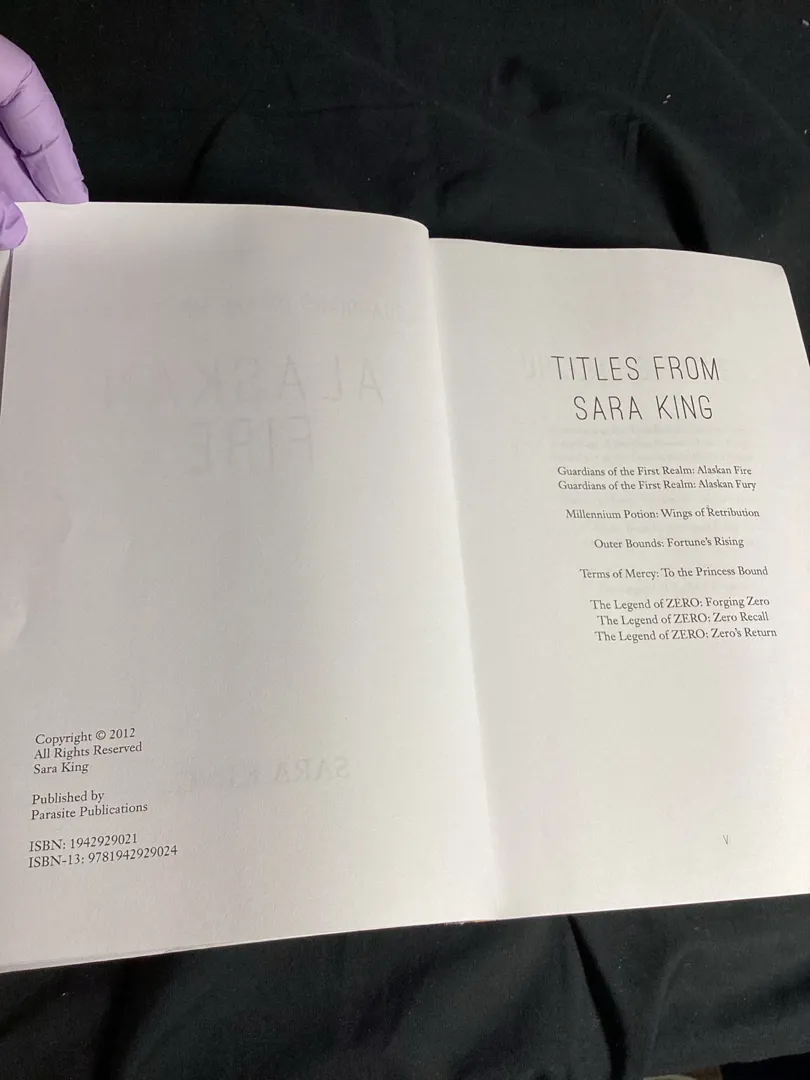 Copyright © 2012
All Rights Reserved
Sara King
Published by
Parasite Publications
ISBN: 1942929021
ISBN-13: 9781942929024
TITLES FROM
SARA KING
Guardians of the First Realm: Alaskan Fire
Guardians of the First Realm: Alaskan Fury
Millennium Potion: Wings of Retribution
Outer Bounds: Fortune's Rising
Terms of Mercy: To the Princess Bound
The Legend of ZERO: Forging Zero
The Legend of ZERO: Zero Recall
The Legend of ZERO: Zero's Return
V